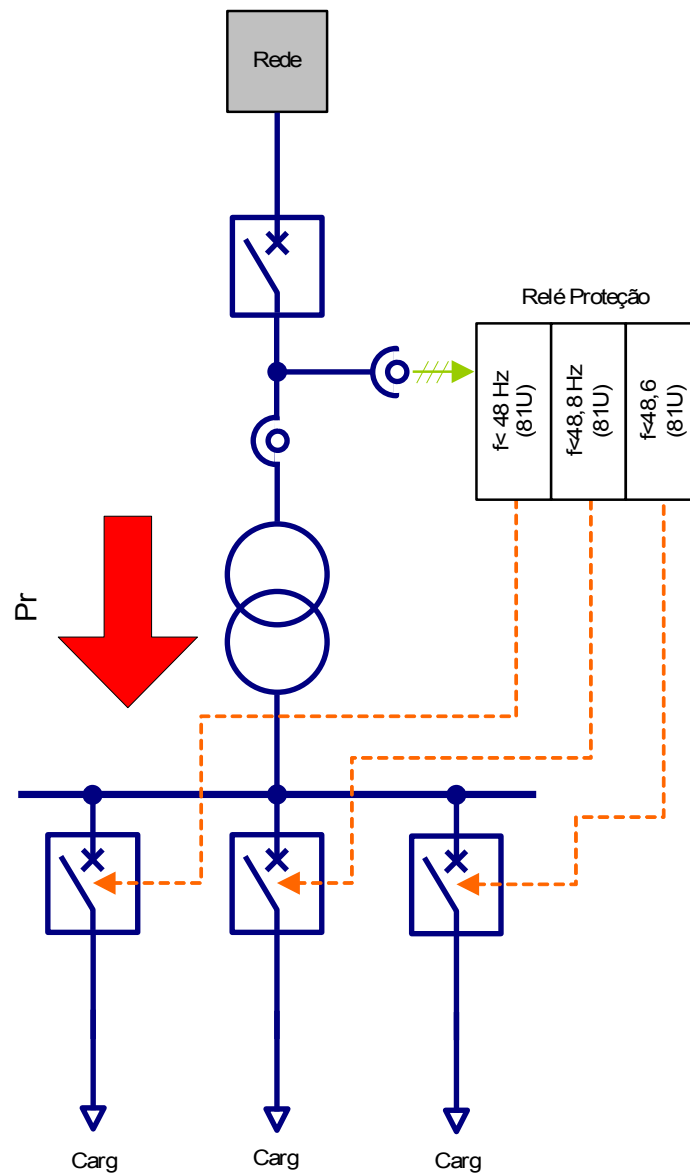 Rede
Relé Proteção
f< 48 Hz
(81U)
f<48,8 Hz
(81U)
f<48,6
(81U)
Pr
Carg
Carg
Carg